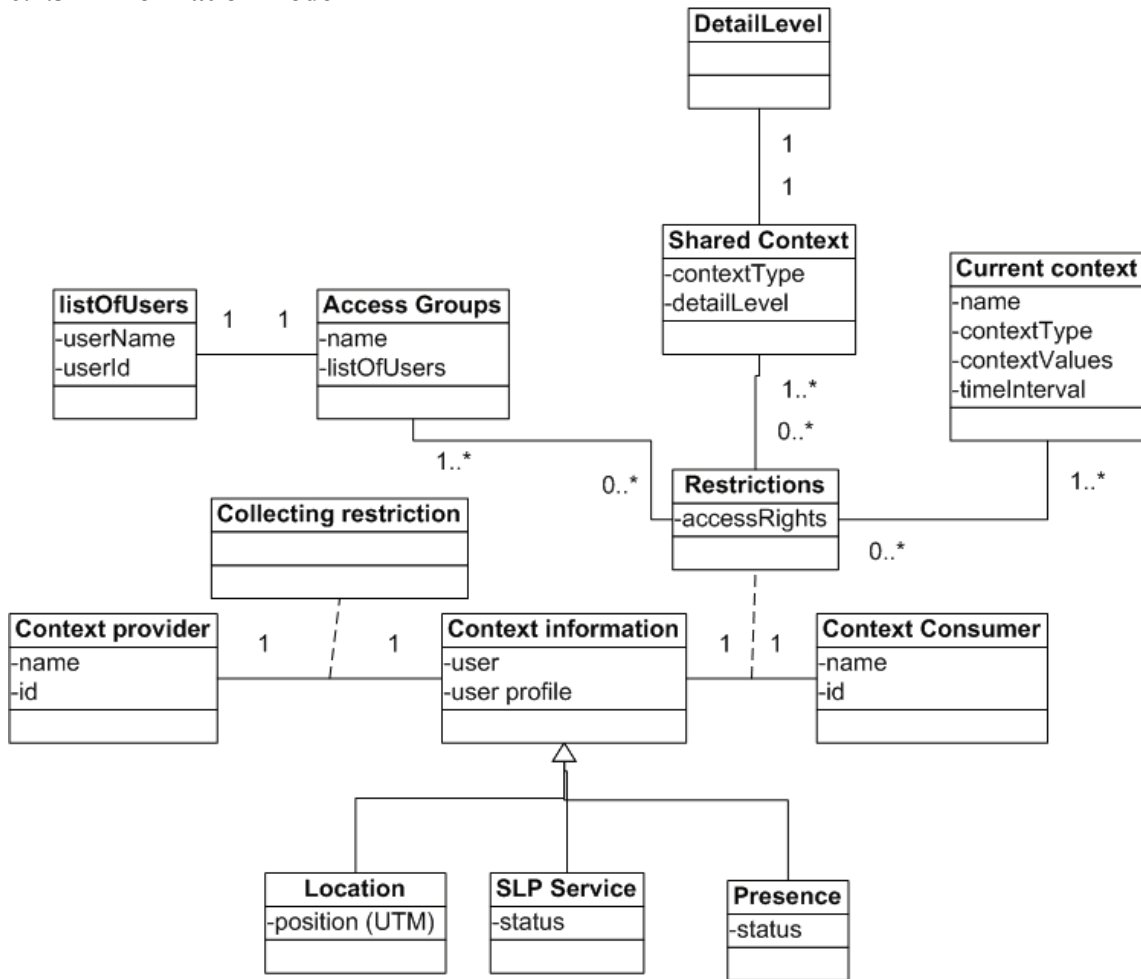 DetailLevel
1
1
Shared Context
-contextType
-detailLevel
Current context
-name
-contextType
-contextValues
-timeInterval
listOfUsers
-userName
-userId
1 1
Access Groups
-name
-listOfUsers
1..*
0..*
1..*
0..*
Restrictions
-accessRights
1..*
0..*
Collecting restriction
Context provider
-name
-id
1 1
Context information
-user
-user profile
1 1
Context Consumer
-name
-id
Location
-position (UTM)
SLP Service
-status
Presence
-status